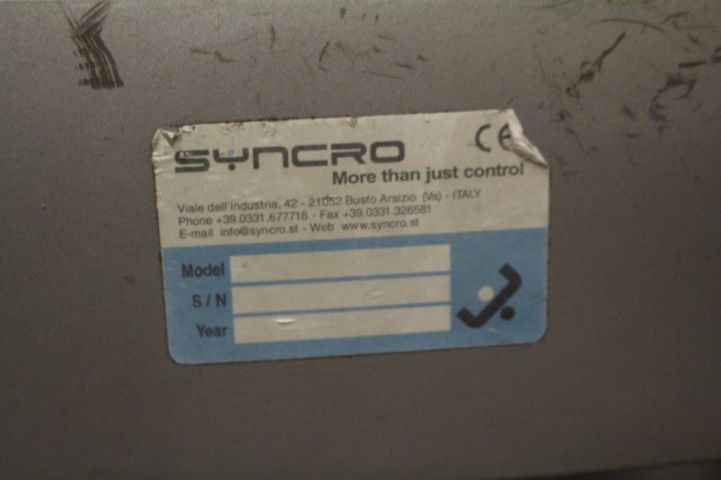 SYNCRO
CE
More than just control
Viale dell'industria, 42 - 21052 Busto Arsizio (Va) - ITALY
Phone +39.0331.677716 - Fax +39.0331.326581
E-mail info@syncro.st - Web www.syncro.st
Model
S / N
Year